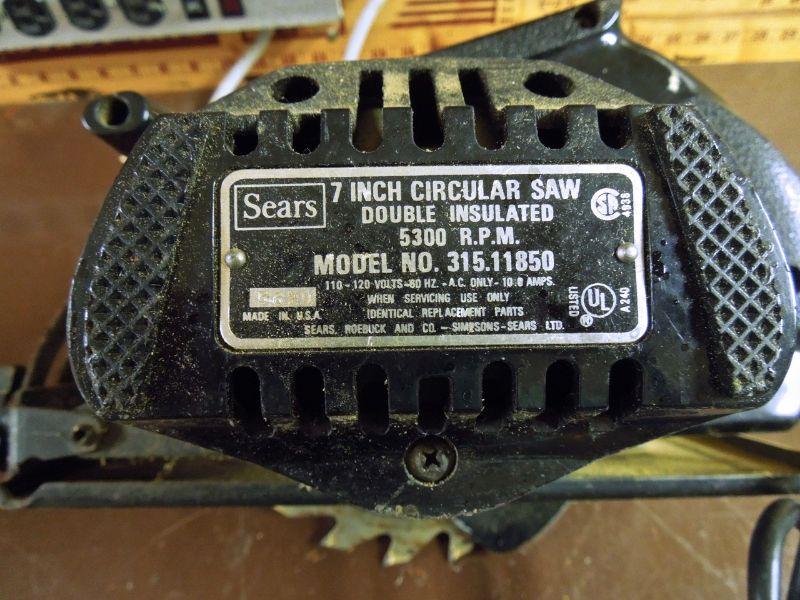 Sears
7 INCH CIRCULAR SAW
DOUBLE INSULATED
5300 R.P.M.
MODEL NO. 315.11850
110-120 VOLTS-60 HZ.-A.C. ONLY-10.0 AMPS.
WHEN SERVICING USE ONLY
IDENTICAL REPLACEMENT PARTS
MADE IN U.S.A.
SEARS, ROEBUCK AND CO.-SIMPSONS-SEARS LTD.
4938
UL
®
LISTED
A 240